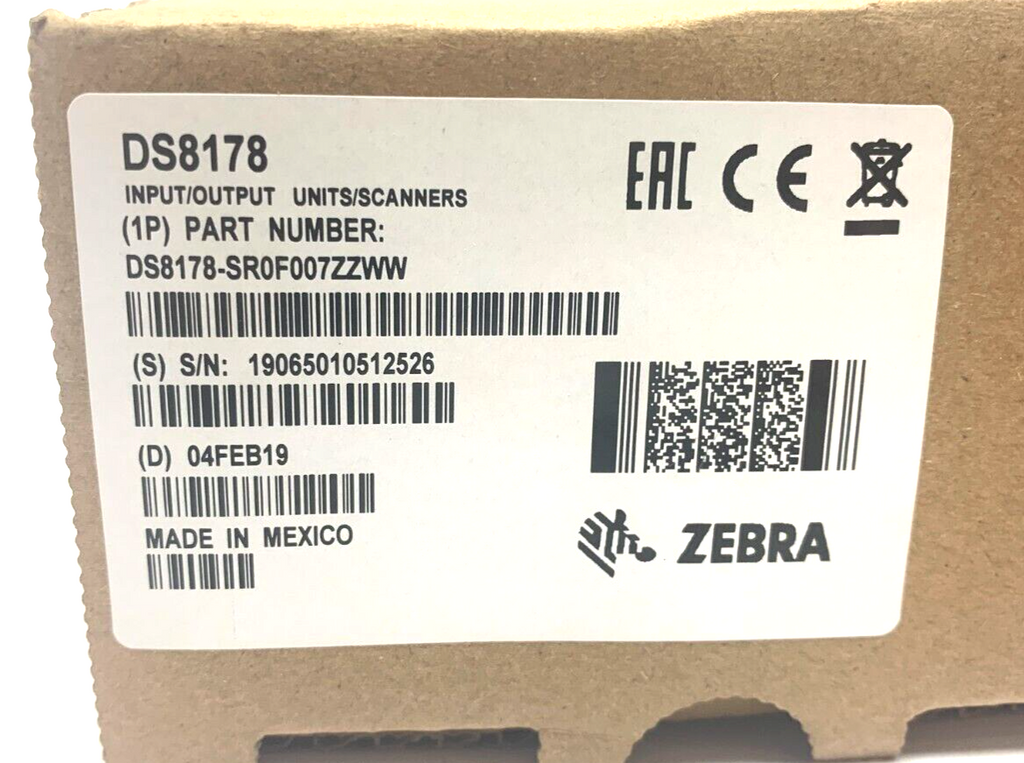 DS8178
INPUT/OUTPUT UNITS/SCANNERS
(1P) PART NUMBER:
DS8178-SR0F007ZZWW
(S) S/N: 19065010512526
(D) 04FEB19
MADE IN MEXICO
EAC CE
ZEBRA